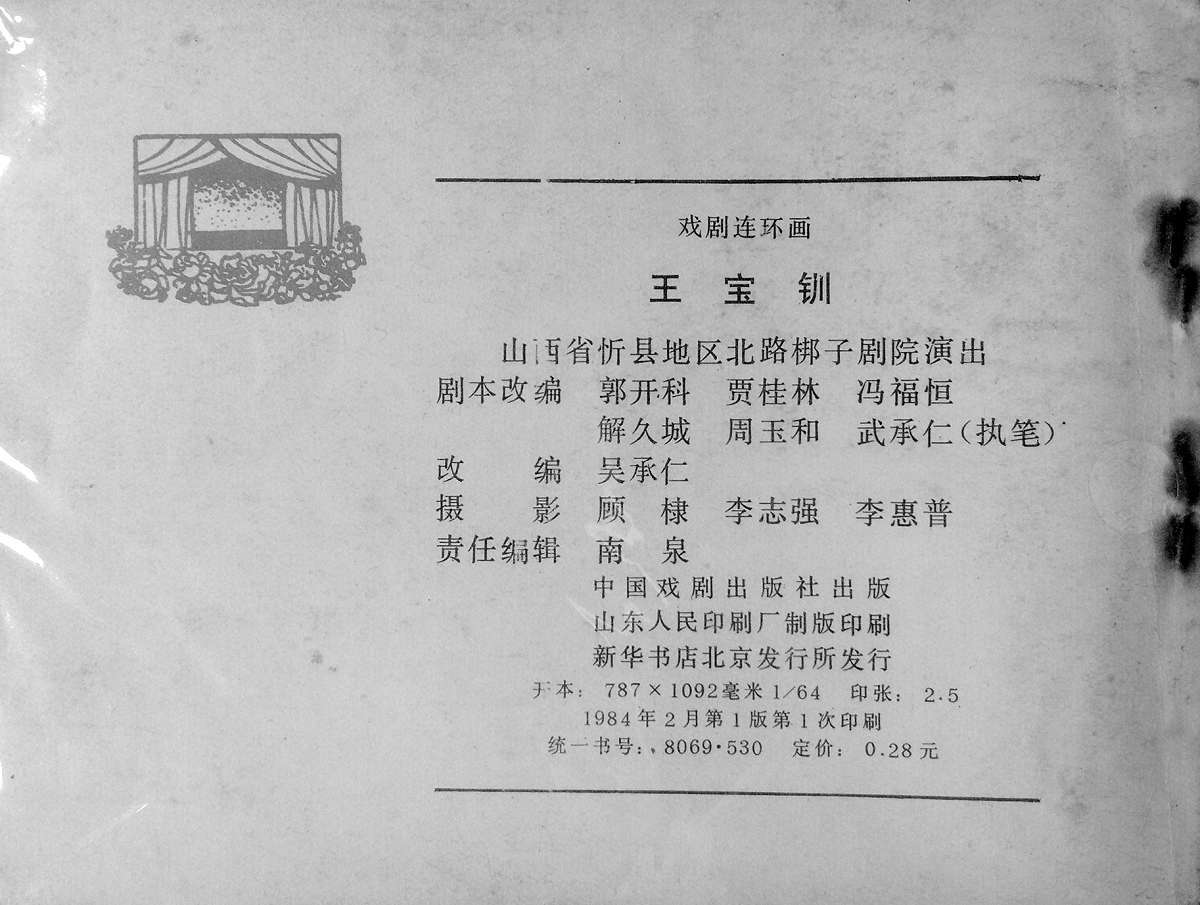 戏剧连环画
王 宝 钏
山西省忻县地区北路梆子剧院演出
剧本改编 郭开科 贾桂林 冯福恒
解久城 周玉和 武承仁(执笔)
改 编 吴承仁
摄 影 顾 棣 李志强 李惠普
责任编辑 南 泉
中国戏剧出版社出版
山东人民印刷厂制版印刷
新华书店北京发行所发行
开本: 787×1092毫米 1/64 印张: 2.5
1984年2月第1版第1次印刷
统一书号: 8069·530 定价: 0.28元